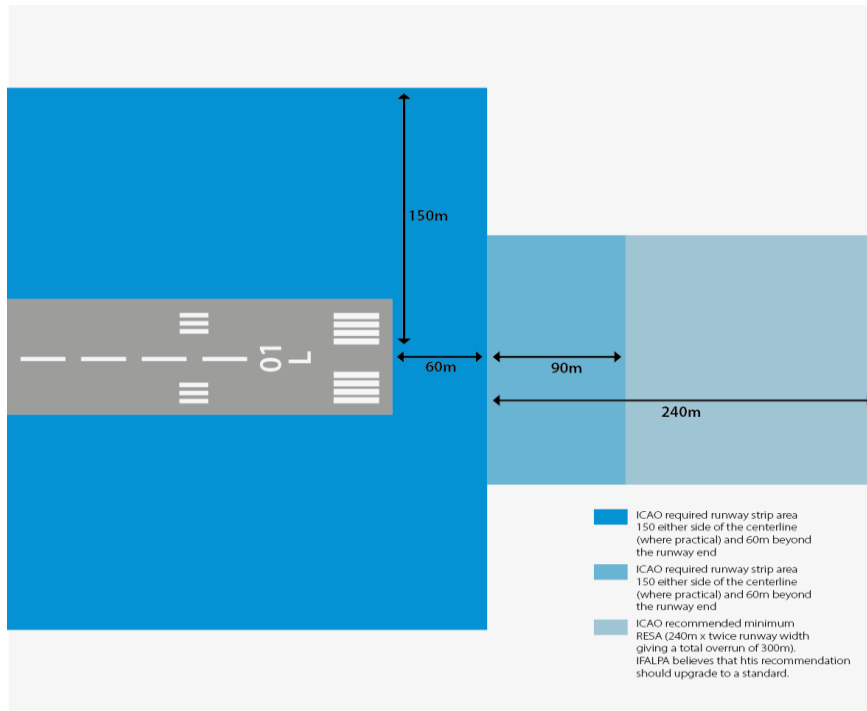 150m
01
L
60m
90m
240m
ICAO required runway strip area
150 either side of the centerline
(where practical) and 60m beyond
the runway end
ICAO required runway strip area
150 either side of the centerline
(where practical) and 60m beyond
the runway end
ICAO recommended minimum
RESA (240m x twice runway width
giving a total overrun of 300m).
IFALPA believes that htis recommendation
should upgrade to a standard.